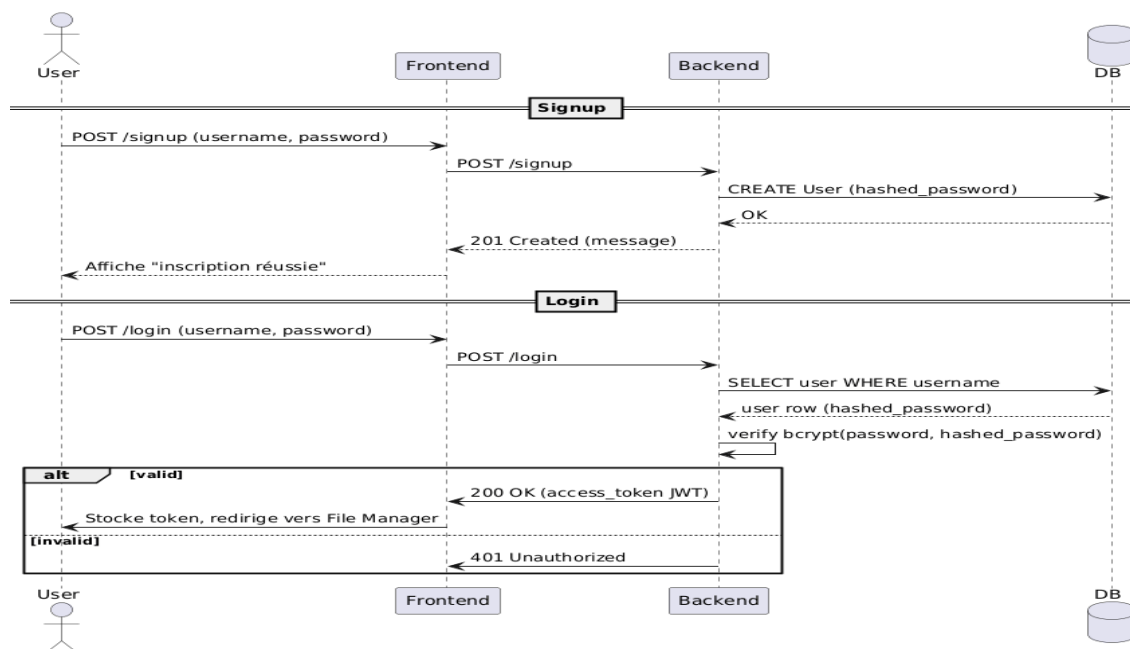 User
Frontend
Backend
DB
Signup
POST /signup (username, password)
POST /signup
CREATE User (hashed_password)
OK
201 Created (message)
Affiche "inscription réussie"
Login
POST /login (username, password)
POST /login
SELECT user WHERE username
user row (hashed_password)
verify bcrypt(password, hashed_password)
alt [valid]
200 OK (access_token JWT)
Stocke token, redirige vers File Manager
[invalid]
401 Unauthorized
User
Frontend
Backend
DB